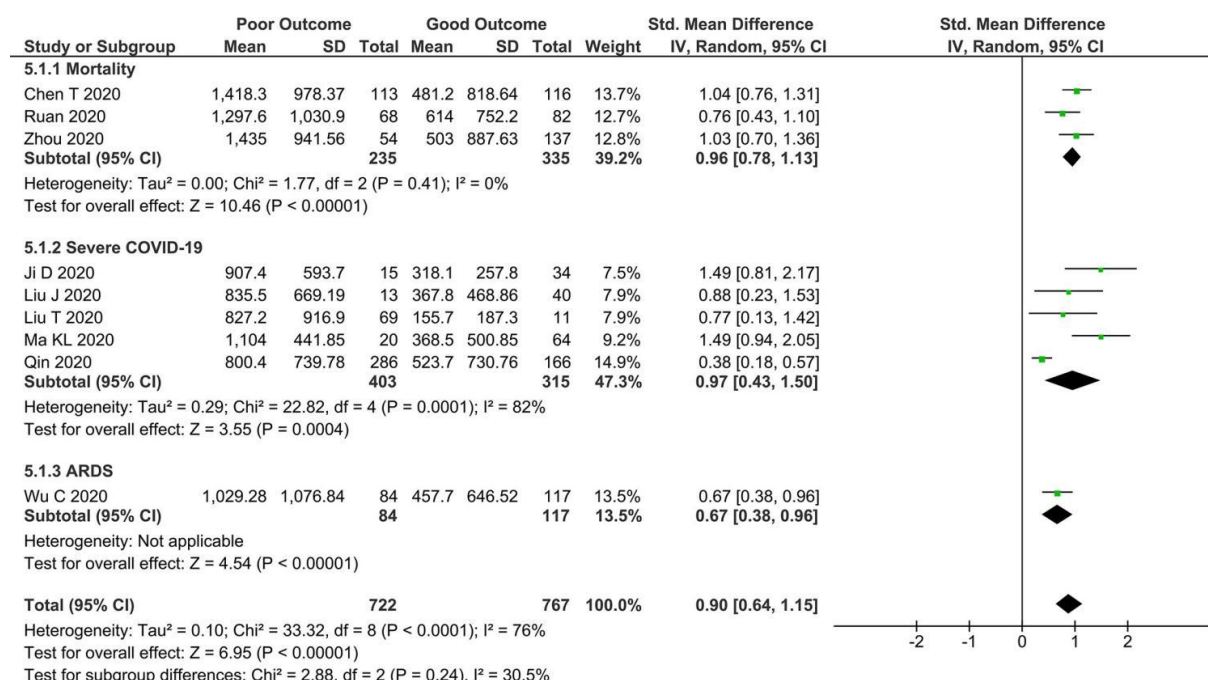 Poor Outcome Good Outcome Std. Mean Difference Std. Mean Difference
Study or Subgroup Mean SD Total Mean SD Total Weight IV, Random, 95% CI IV, Random, 95% CI
5.1.1 Mortality
Chen T 2020 1,418.3 978.37 113 481.2 818.64 116 13.7% 1.04 [0.76, 1.31]
Ruan 2020 1,297.6 1,030.9 68 614 752.2 82 12.7% 0.76 [0.43, 1.10]
Zhou 2020 1,435 941.56 54 503 887.63 137 12.8% 1.03 [0.70, 1.36]
Subtotal (95% CI) 235 335 39.2% 0.96 [0.78, 1.13]
Heterogeneity: Tau² = 0.00; Chi² = 1.77, df = 2 (P = 0.41); I² = 0%
Test for overall effect: Z = 10.46 (P < 0.00001)
5.1.2 Severe COVID-19
Ji D 2020 907.4 593.7 15 318.1 257.8 34 7.5% 1.49 [0.81, 2.17]
Liu J 2020 835.5 669.19 13 367.8 468.86 40 7.9% 0.88 [0.23, 1.53]
Liu T 2020 827.2 916.9 69 155.7 187.3 11 7.9% 0.77 [0.13, 1.42]
Ma KL 2020 1,104 441.85 20 368.5 500.85 64 9.2% 1.49 [0.94, 2.05]
Qin 2020 800.4 739.78 286 523.7 730.76 166 14.9% 0.38 [0.18, 0.57]
Subtotal (95% CI) 403 315 47.3% 0.97 [0.43, 1.50]
Heterogeneity: Tau² = 0.29; Chi² = 22.82, df = 4 (P = 0.0001); I² = 82%
Test for overall effect: Z = 3.55 (P = 0.0004)
5.1.3 ARDS
Wu C 2020 1,029.28 1,076.84 84 457.7 646.52 117 13.5% 0.67 [0.38, 0.96]
Subtotal (95% CI) 84 117 13.5% 0.67 [0.38, 0.96]
Heterogeneity: Not applicable
Test for overall effect: Z = 4.54 (P < 0.00001)
Total (95% CI) 722 767 100.0% 0.90 [0.64, 1.15]
Heterogeneity: Tau² = 0.10; Chi² = 33.32, df = 8 (P < 0.0001); I² = 76%
Test for overall effect: Z = 6.95 (P < 0.00001)
Test for subgroup differences: Chi² = 2.88, df = 2 (P = 0.24), I² = 30.5%
-2 -1 0 1 2